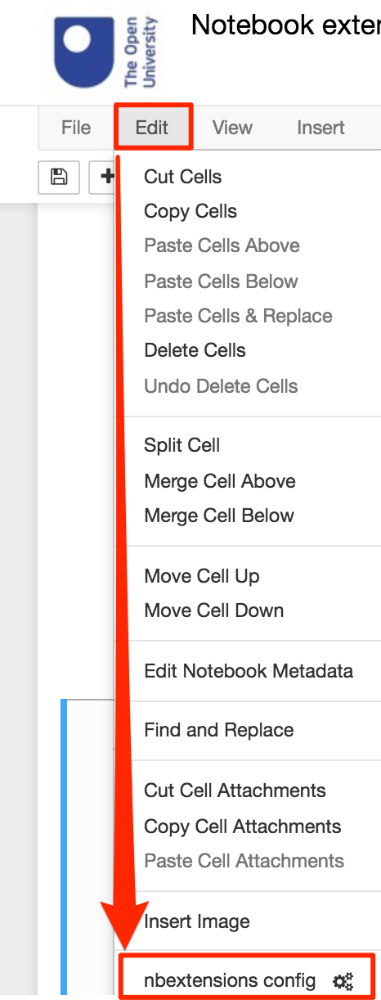 Notebook exte
The Open
University
File Edit View Insert
Cut Cells
Copy Cells
Paste Cells Above
Paste Cells Below
Paste Cells & Replace
Delete Cells
Undo Delete Cells
Split Cell
Merge Cell Above
Merge Cell Below
Move Cell Up
Move Cell Down
Edit Notebook Metadata
Find and Replace
Cut Cell Attachments
Copy Cell Attachments
Paste Cell Attachments
Insert Image
nbextensions config